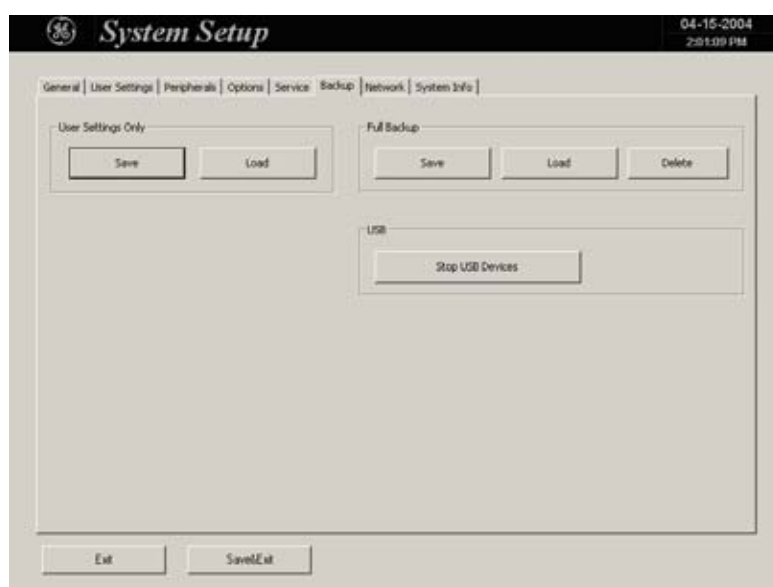 GE
System Setup
04-15-2004
2:01:09 PM
General User Settings Peripherals Options Service Backup Network System Info
User Settings Only
Save Load
Full Backup
Save Load Delete
USB
Stop USB Devices
Exit Save&Exit